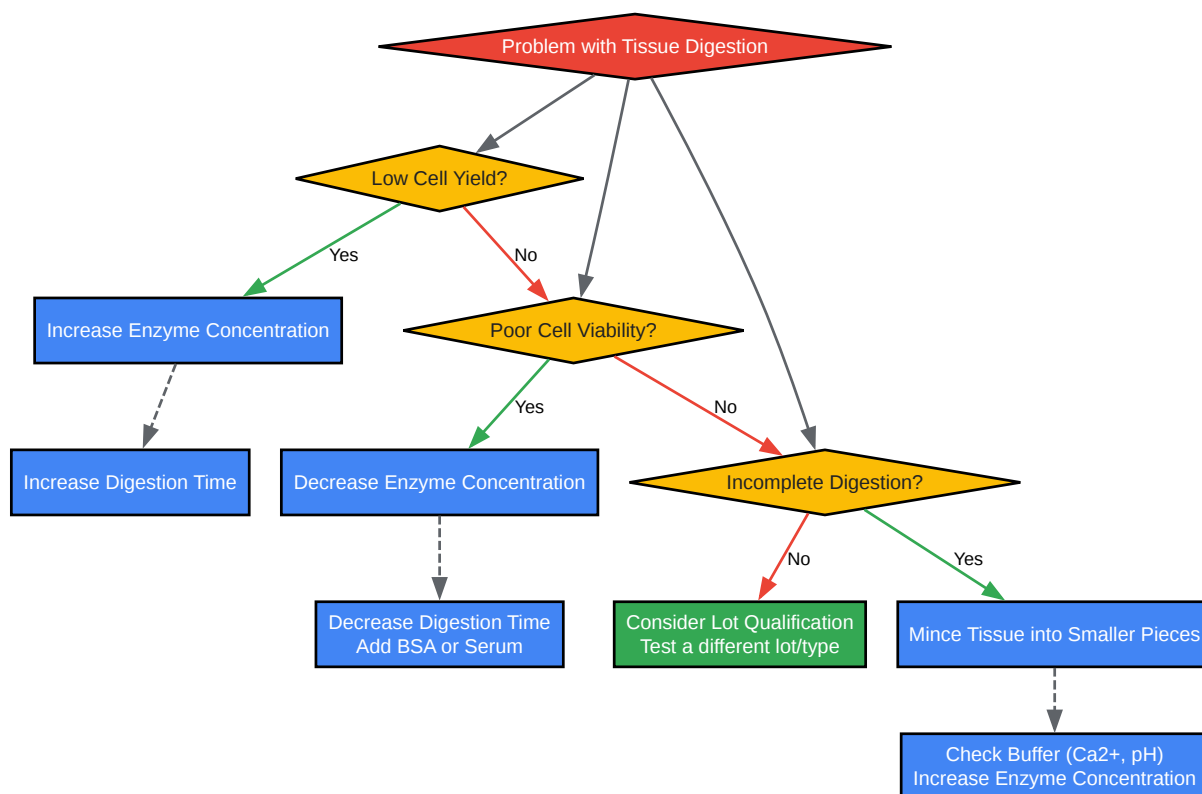 Problem with Tissue Digestion
Low Cell Yield?
Yes
No
Increase Enzyme Concentration
Poor Cell Viability?
Yes
No
Increase Digestion Time
Decrease Enzyme Concentration
Incomplete Digestion?
No
Yes
Decrease Digestion Time
Add BSA or Serum
Consider Lot Qualification
Test a different lot/type
Mince Tissue into Smaller Pieces
Check Buffer (Ca2+, pH)
Increase Enzyme Concentration